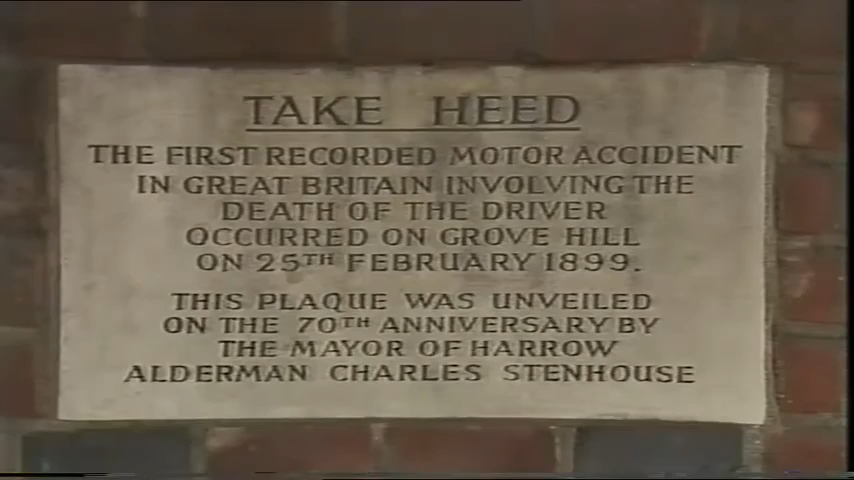 TAKE HEED
THE FIRST RECORDED MOTOR ACCIDENT
IN GREAT BRITAIN INVOLVING THE
DEATH OF THE DRIVER
OCCURRED ON GROVE HILL
ON 25TH FEBRUARY 1899.
THIS PLAQUE WAS UNVEILED
ON THE 70TH ANNIVERSARY BY
THE MAYOR OF HARROW
ALDERMAN CHARLES STENHOUSE